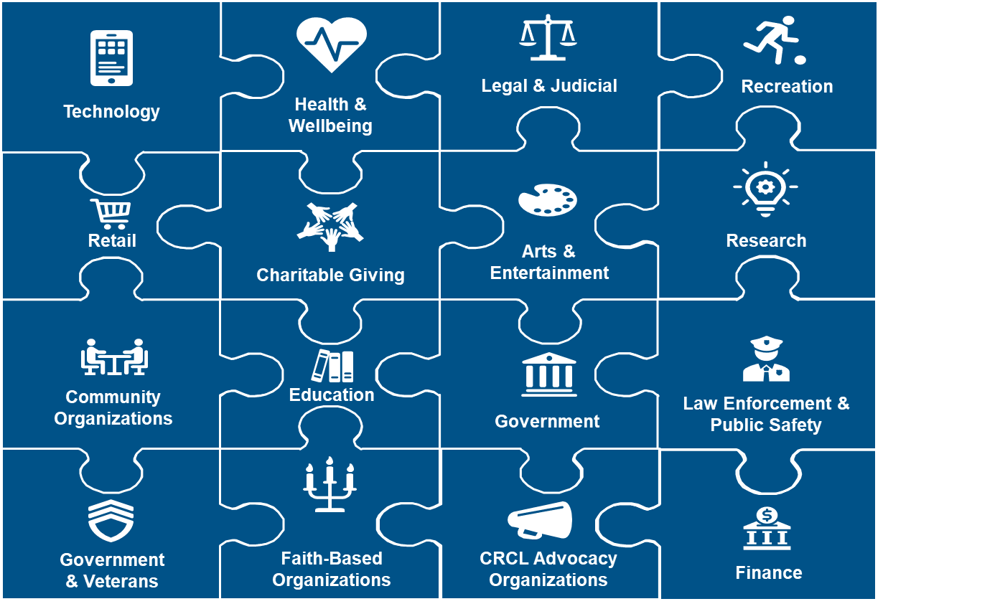 Technology
Health &
Wellbeing
Legal & Judicial
Recreation
Retail
Charitable Giving
Arts &
Entertainment
Research
Community
Organizations
Education
Government
Law Enforcement &
Public Safety
Government
& Veterans
Faith-Based
Organizations
CRCL Advocacy
Organizations
$
Finance